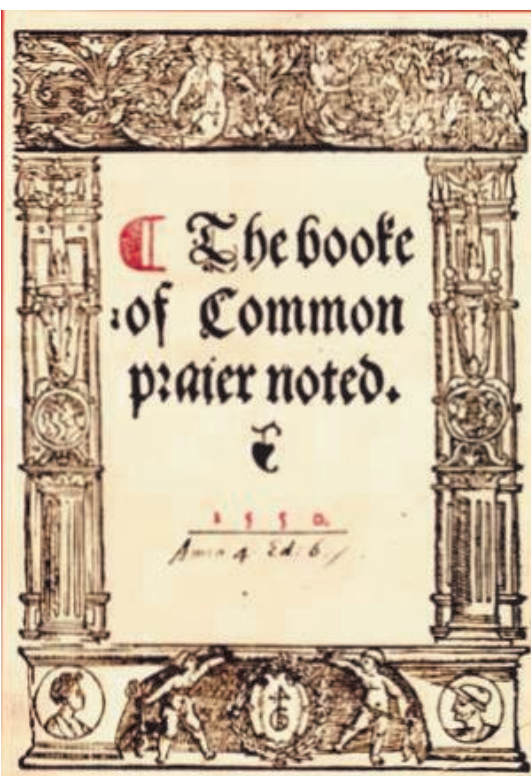 ¶ The booke
:of Common
praier noted.
1550.
Anno 4 Ed: 6.